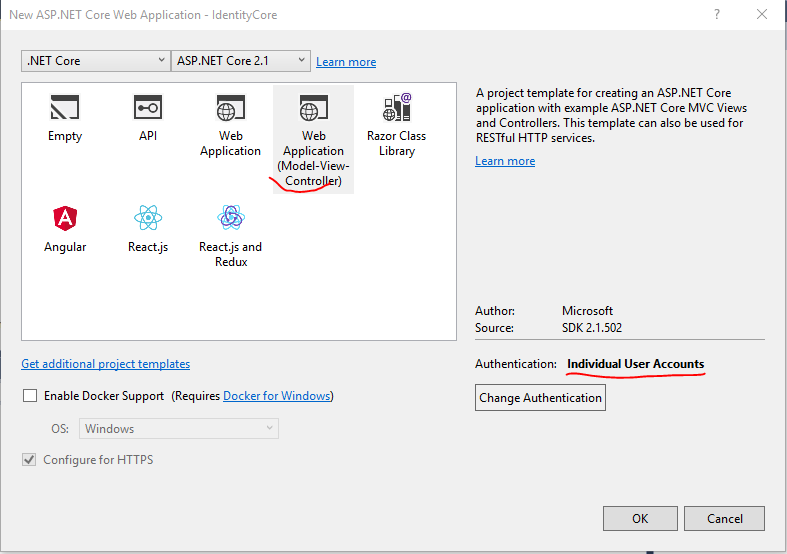 New ASP.NET Core Web Application - IdentityCore
?
.NET Core
ASP.NET Core 2.1
Learn more
Empty
API
Web
Application
Web
Application
(Model-View-
Controller)
Razor Class
Library
Angular
React.js
React.js and
Redux
A project template for creating an ASP.NET Core
application with example ASP.NET Core MVC Views
and Controllers. This template can also be used for
RESTful HTTP services.
Learn more
Author: Microsoft
Source: SDK 2.1.502
Get additional project templates
Authentication: Individual User Accounts
Change Authentication
Enable Docker Support (Requires Docker for Windows)
OS: Windows
Configure for HTTPS
OK
Cancel